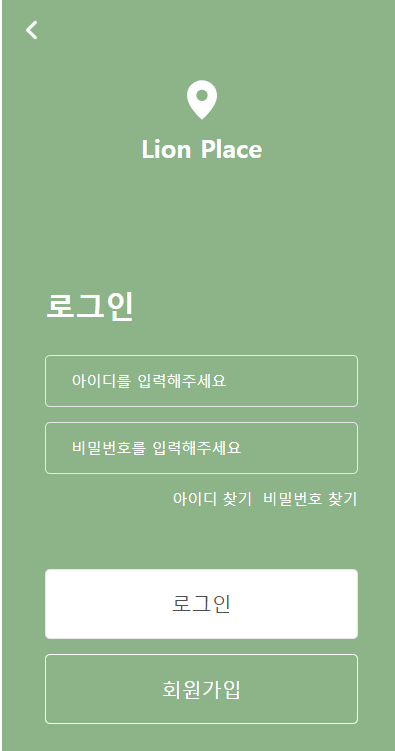 Lion Place
로그인
아이디를 입력해주세요
비밀번호를 입력해주세요
아이디 찾기 비밀번호 찾기
로그인
회원가입